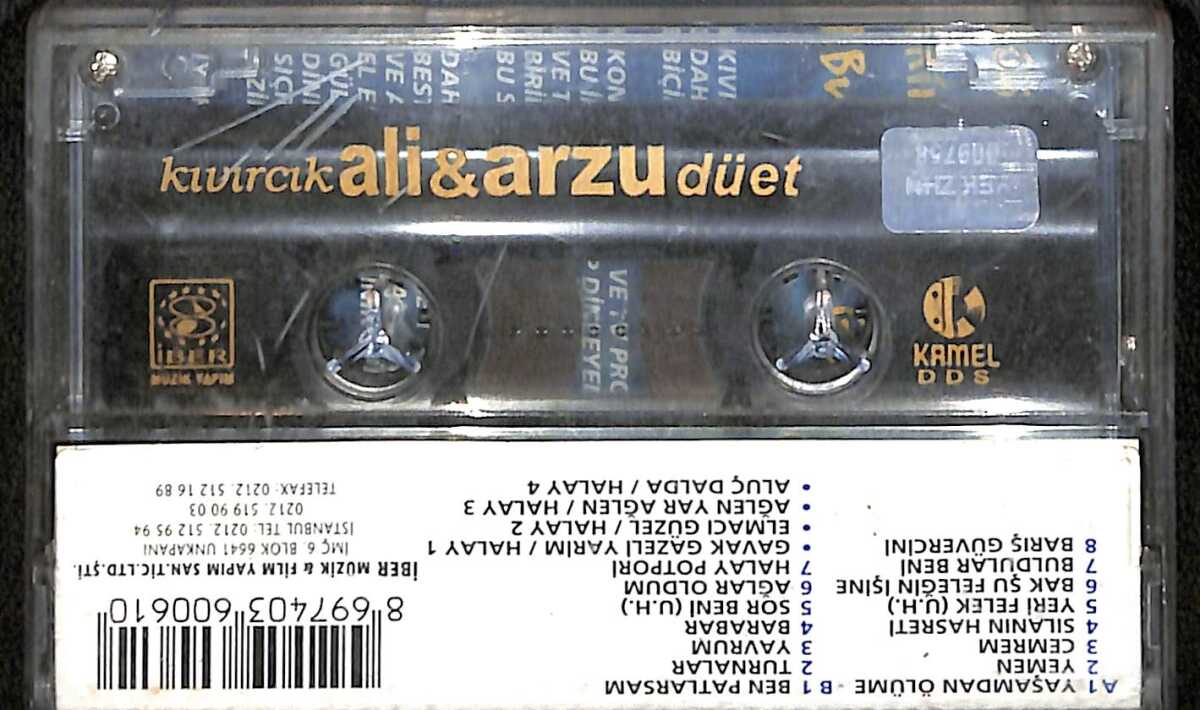 kıvırcık ali & arzu düet
İBER
MÜZİK YAPIM
KAMEL
DDS
A1 YAŞAMDAN ÖLÜME
2 YEMEN
3 CEMREM
4 SILANIN HASRETİ
5 YERİ FELEK (U.H.)
6 BAK ŞU FELEĞİN İŞİNE
7 BULDULAR BENİ
8 BARIŞ GÜVERCİNİ
B1 BEN PATLARSAM
2 TURNALAR
3 YAVRUM
4 BARABAR
5 SOR BENİ (U.H.)
6 AĞLAR OLDUM
7 HALAY POTPORİ
• GAVAK GAZELİ YARİM / HALAY 1
• ELMACI GÜZEL / HALAY 2
• AĞLEN YAR AĞLEN / HALAY 3
• ALUÇ DALDA / HALAY 4
8 697403 600610
İBER MÜZİK & FİLM YAPIM SAN.TİC.LTD.ŞTİ.
İMÇ 6. BLOK 6641 UNKAPANI
İSTANBUL TEL: 0212. 512 95 94
0212. 519 90 03
TELEFAX: 0212. 512 16 89